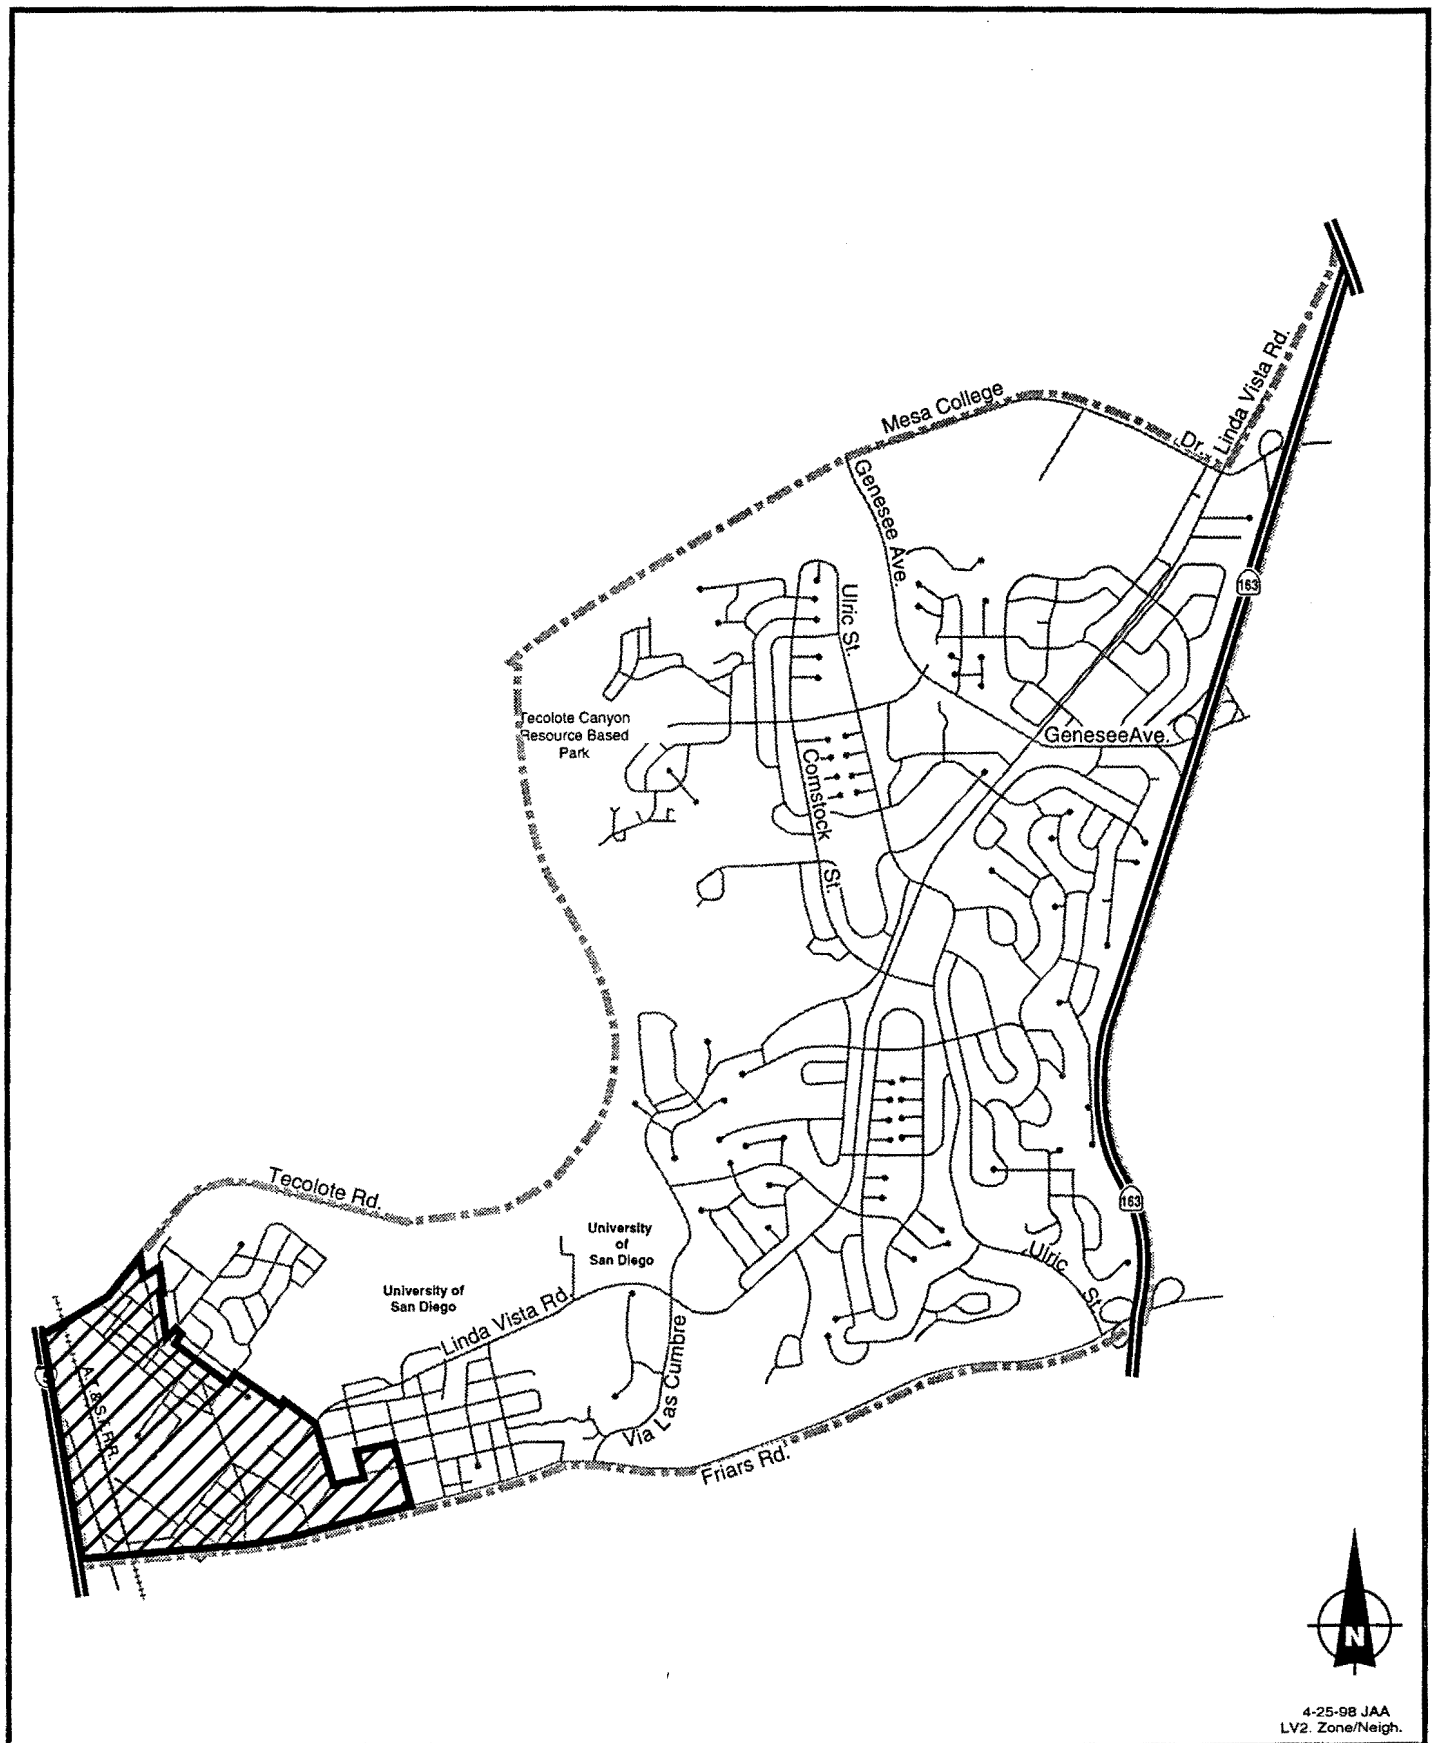 Linda Vista Rd.
Mesa College
Dr.
Genesee Ave.
163
Ulric St.
Tecolote Canyon
Resource Based
Park
GeneseeAve.
Comstock
St.
Tecolote Rd.
163
University
of
San Diego
Ulric
St.
University of
San Diego
Linda Vista Rd.
Via Las Cumbre
A.T. & S.F. R.R.
Friars Rd.
N
4-25-98 JAA
LV2. Zone/Neigh.